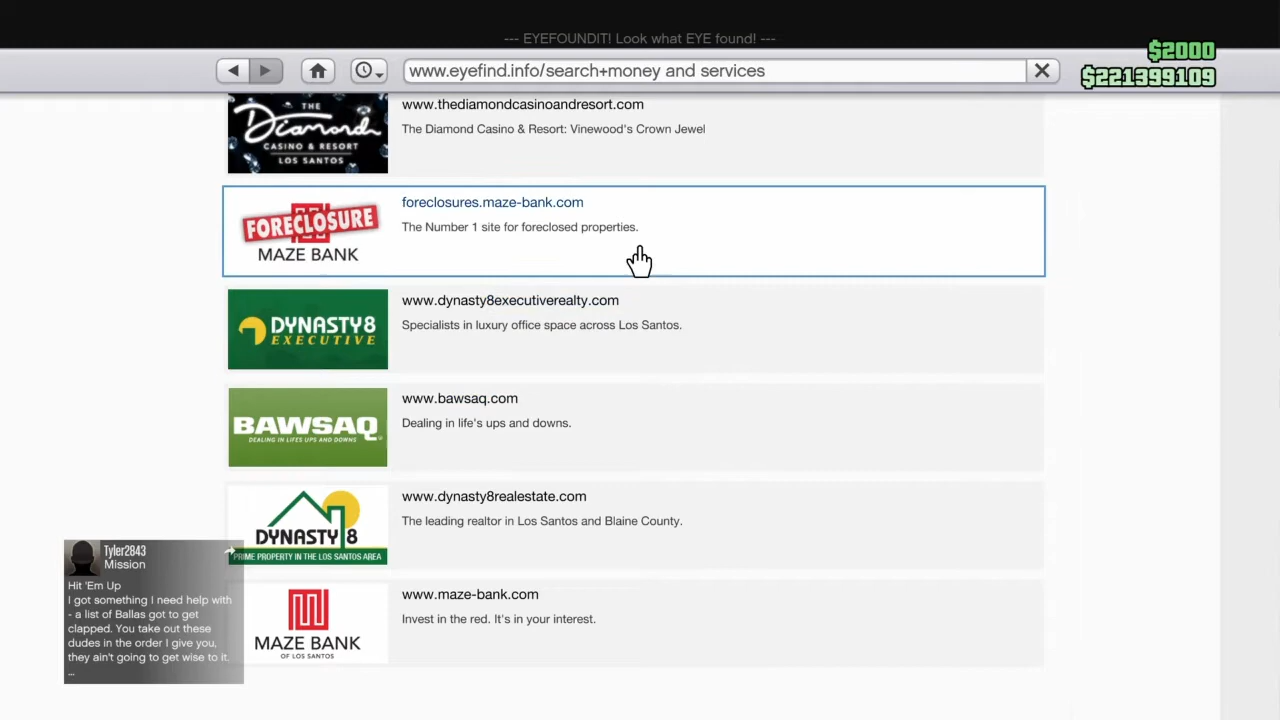 --- EYEFOUNDIT! Look what EYE found! ---
$2000
www.eyefind.info/search+money and services
$221399109
THE
Diamond
CASINO & RESORT
LOS SANTOS
www.thediamondcasinoandresort.com
The Diamond Casino & Resort: Vinewood's Crown Jewel
FORECLOSURE
MAZE BANK
foreclosures.maze-bank.com
The Number 1 site for foreclosed properties.
DYNASTY8
EXECUTIVE
www.dynasty8executiverealty.com
Specialists in luxury office space across Los Santos.
BAWSAQ
DEALING IN LIFE'S UPS AND DOWNS
www.bawsaq.com
Dealing in life's ups and downs.
DYNASTY 8
PRIME PROPERTY IN THE LOS SANTOS AREA
www.dynasty8realestate.com
The leading realtor in Los Santos and Blaine County.
MAZE BANK
OF LOS SANTOS
www.maze-bank.com
Invest in the red. It's in your interest.
Tyler2843
Mission
Hit 'Em Up
I got something I need help with
- a list of Ballas got to get
clapped. You take out these
dudes in the order I give you,
they ain't going to get wise to it.
...